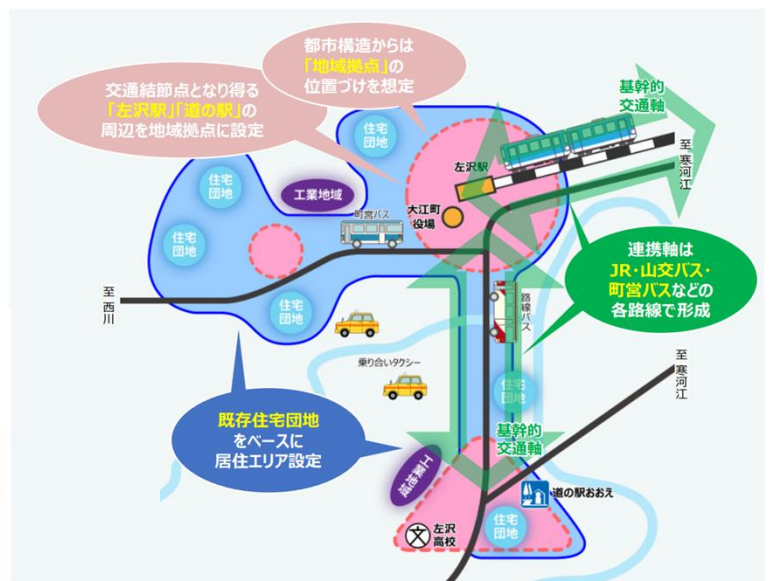 都市構造からは
「地域拠点」の
位置づけを想定
交通結節点となり得る
「左沢駅」「道の駅」の
周辺を地域拠点に設定
基幹的
交通軸
住宅
団地
左沢駅
至寒河江
住宅
団地
工業地域
大江町
役場
町営バス
住宅
団地
連携軸は
JR・山交バス・
町営バスなどの
各路線で形成
至西川
住宅
団地
路線バス
乗り合いタクシー
至寒河江
住宅
団地
既存住宅団地
をベースに
居住エリア設定
基幹的
交通軸
工業地域
道の駅おおえ
左沢
高校
住宅
団地